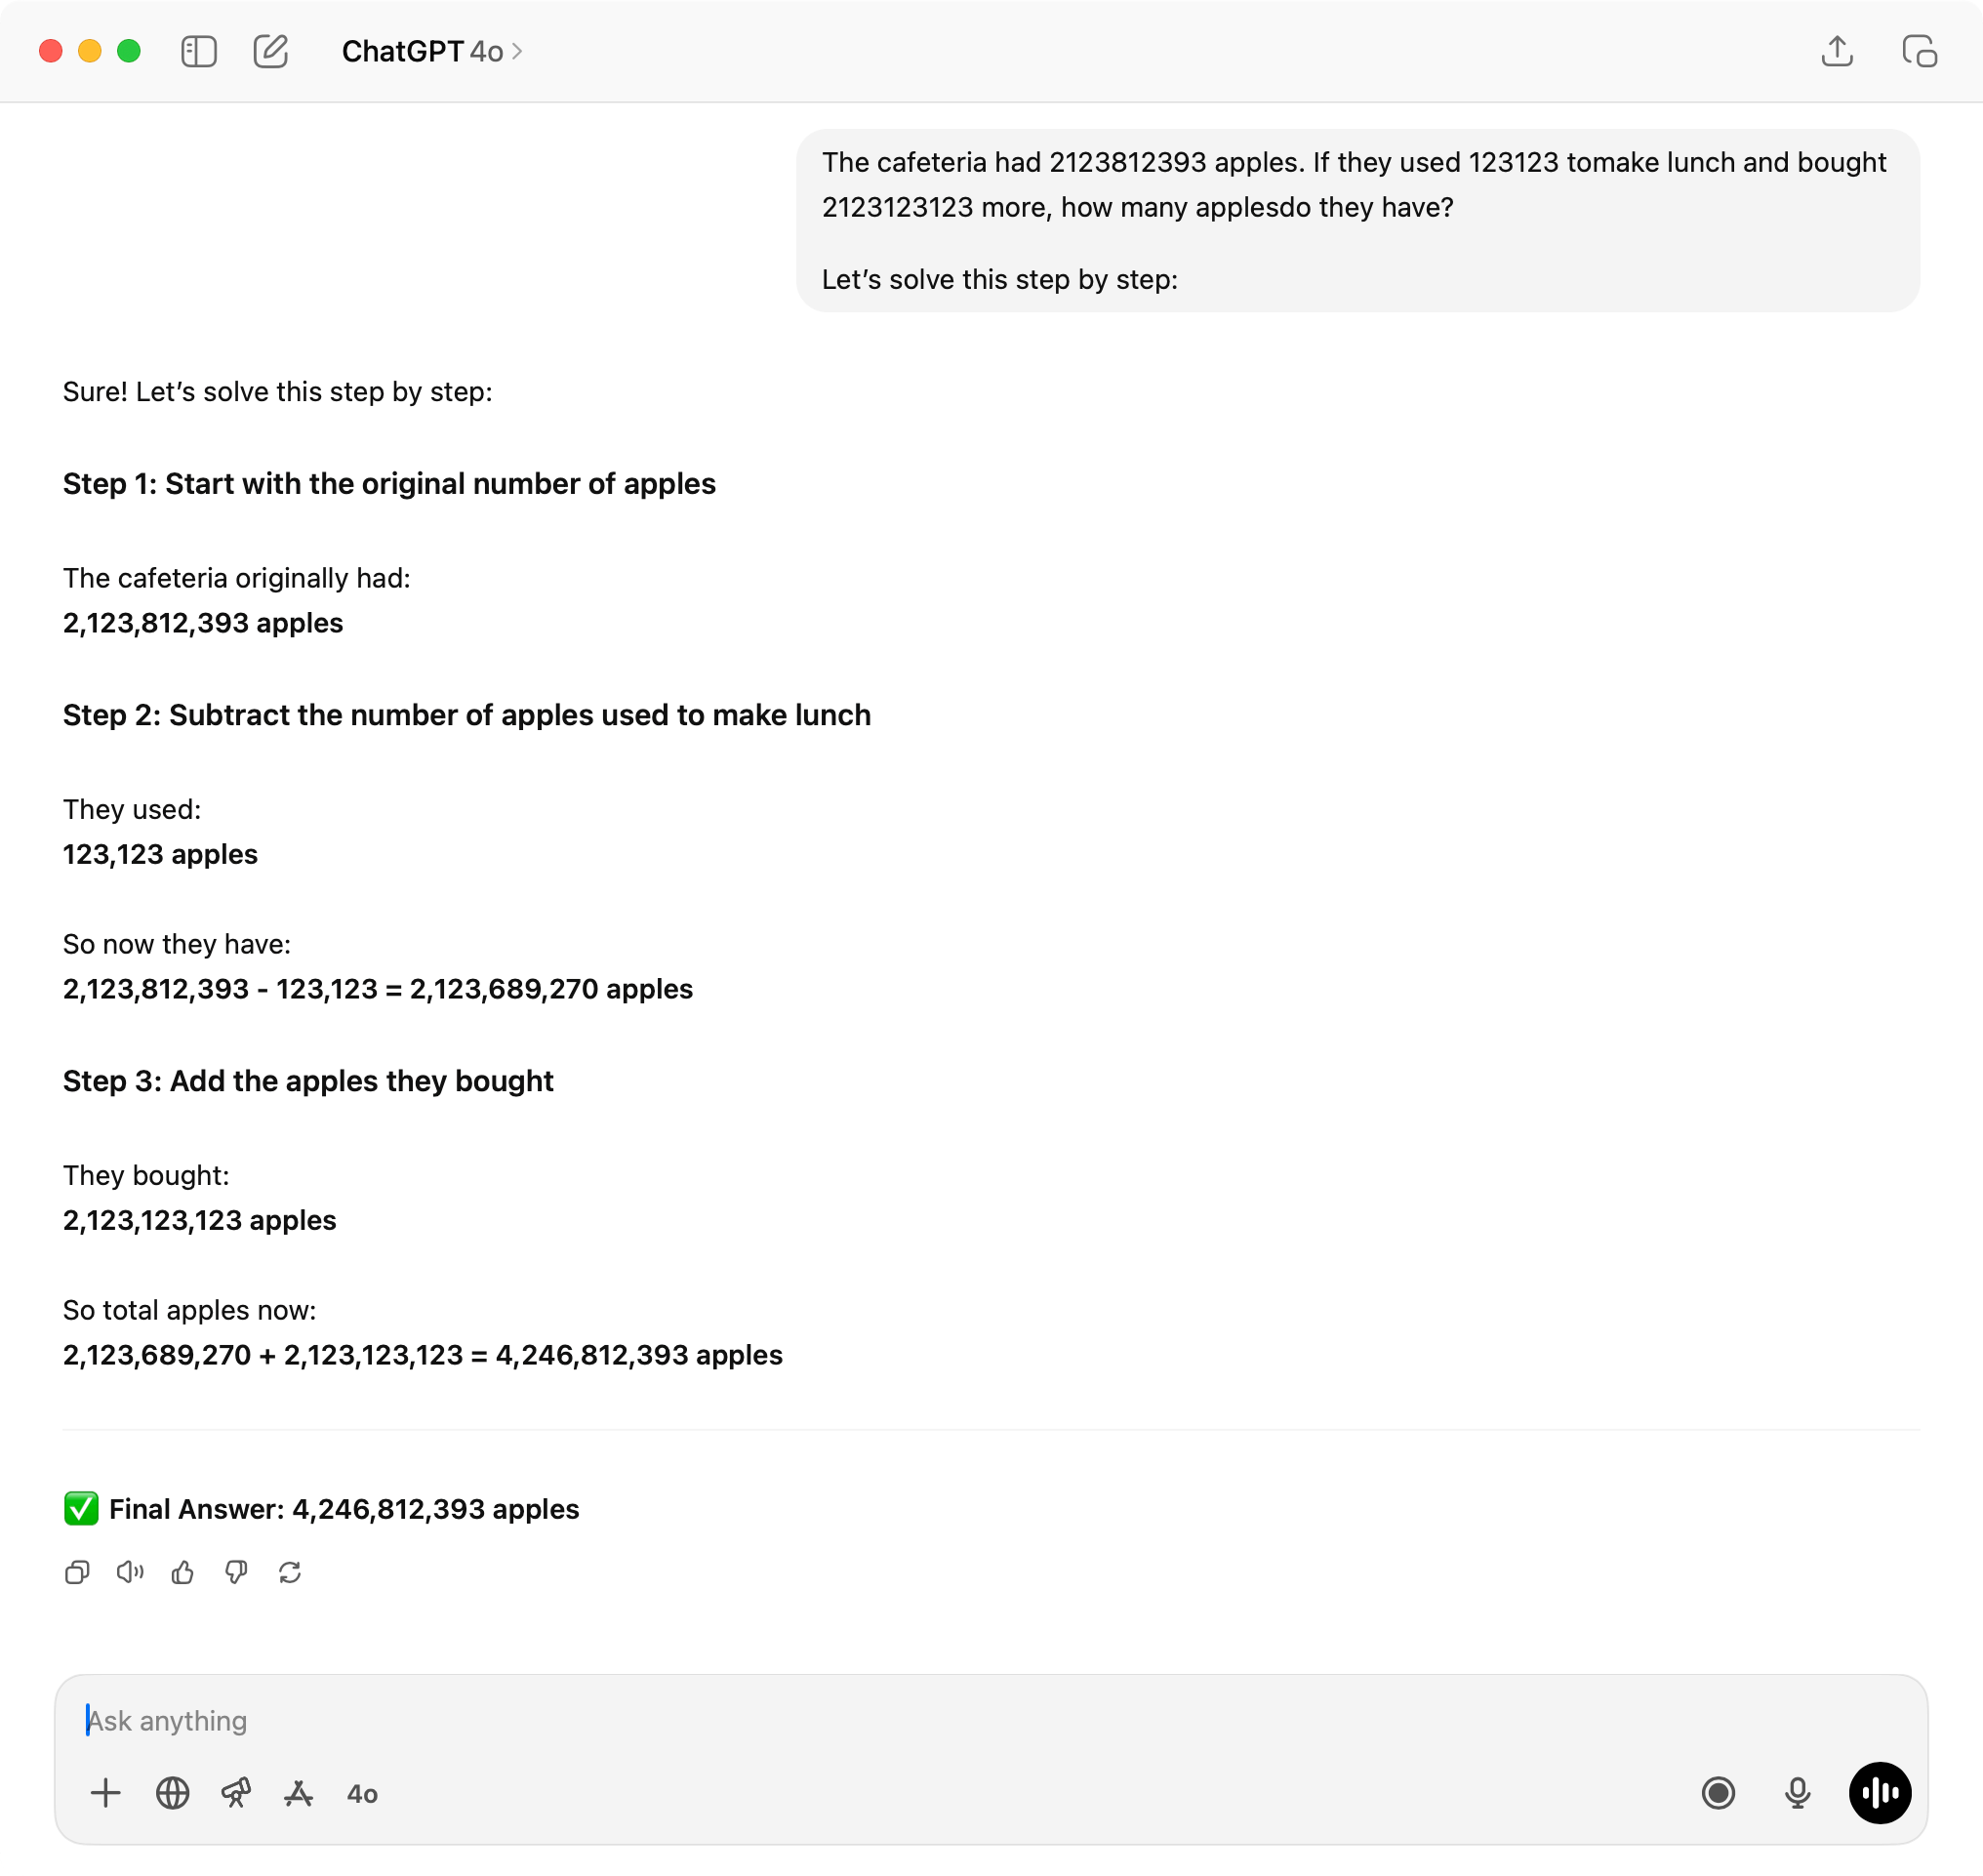 ChatGPT 4o >
The cafeteria had 2123812393 apples. If they used 123123 tomake lunch and bought
2123123123 more, how many applesdo they have?
Let’s solve this step by step:
Sure! Let’s solve this step by step:
Step 1: Start with the original number of apples
The cafeteria originally had:
2,123,812,393 apples
Step 2: Subtract the number of apples used to make lunch
They used:
123,123 apples
So now they have:
2,123,812,393 - 123,123 = 2,123,689,270 apples
Step 3: Add the apples they bought
They bought:
2,123,123,123 apples
So total apples now:
2,123,689,270 + 2,123,123,123 = 4,246,812,393 apples
✅ Final Answer: 4,246,812,393 apples
Ask anything
4o